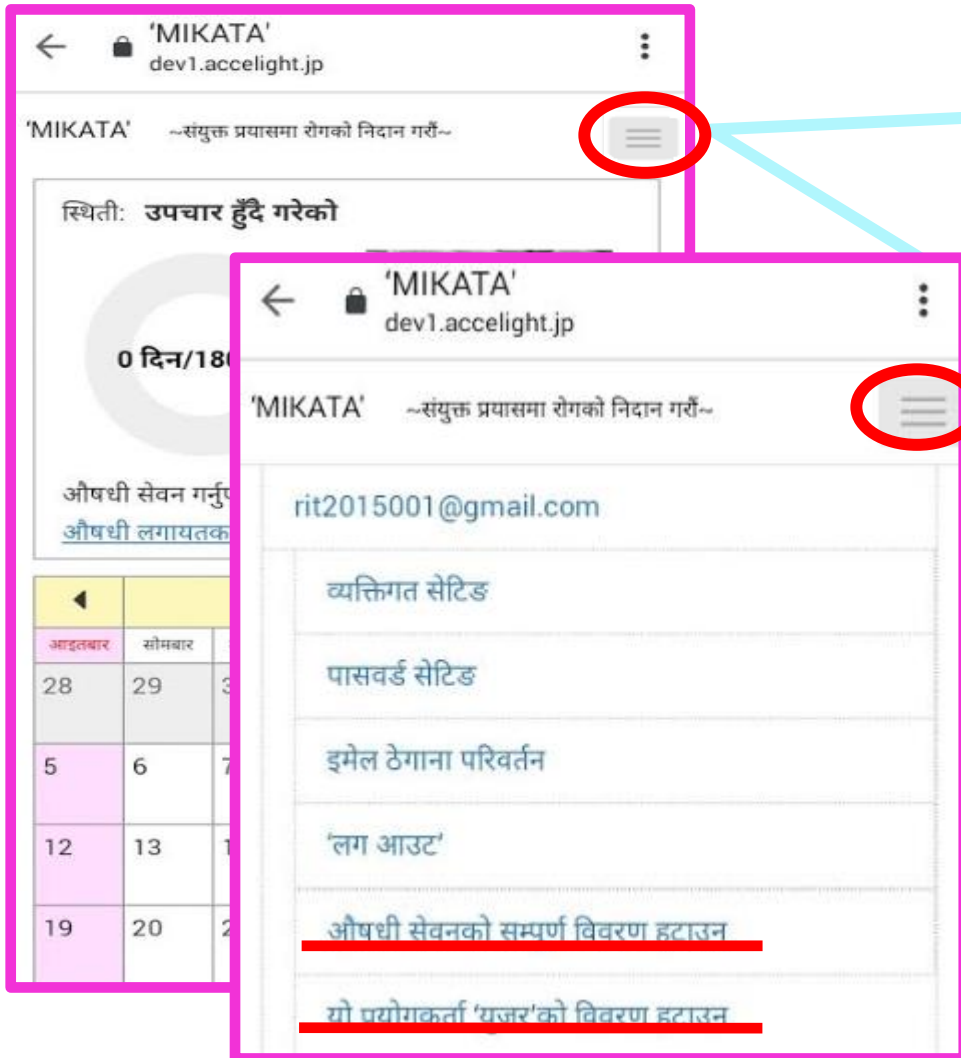 'MIKATA'
dev1.accelight.jp
'MIKATA' ~संयुक्त प्रयासमा रोगको निदान गरौं~
स्थिती: उपचार हुँदै गरेको
0 दिन/180
औषधी सेवन
औषधी लगायतक
आइतबार सोमबार
28 29
5 6
12 13
19 20
'MIKATA'
dev1.accelight.jp
'MIKATA' ~संयुक्त प्रयासमा रोगको निदान गरौं~
rit2015001@gmail.com
व्यक्तिगत सेटिङ
पासवर्ड सेटिङ
इमेल ठेगाना परिवर्तन
'लग आउट'
औषधी सेवनको सम्पूर्ण विवरण हटाउन
यो प्रयोगकर्ता 'यूजर'को विवरण हटाउन